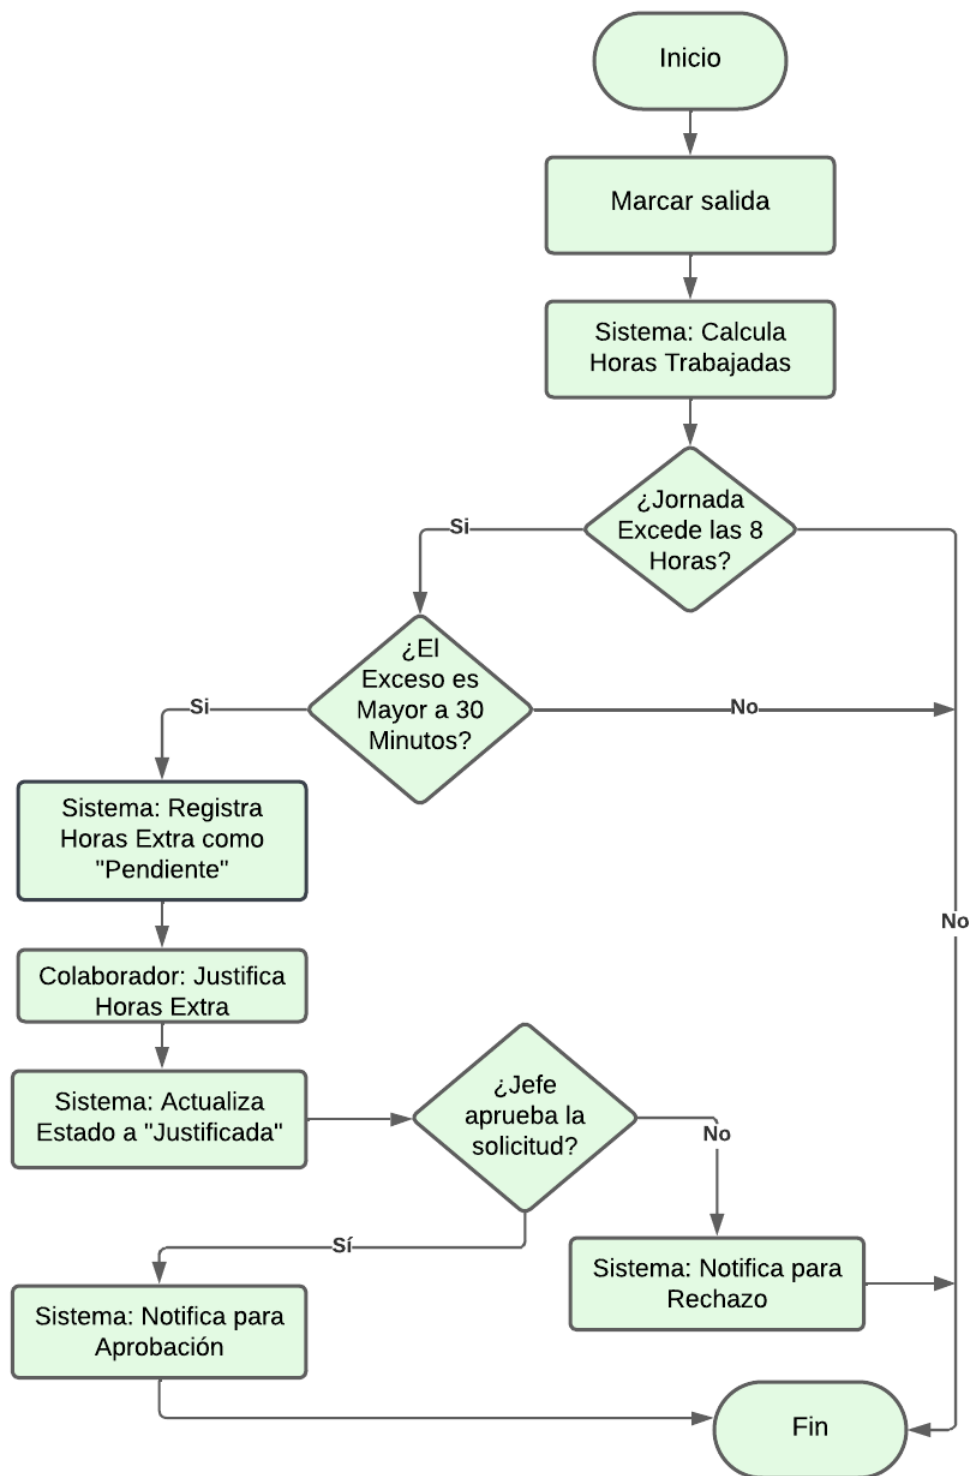 Inicio
Marcar salida
Sistema: Calcula
Horas Trabajadas
¿Jornada
Excede las 8
Horas?
Si
¿El
Exceso es
Mayor a 30
Minutos?
Si
No
Sistema: Registra
Horas Extra como
"Pendiente"
No
Colaborador: Justifica
Horas Extra
Sistema: Actualiza
Estado a "Justificada"
¿Jefe
aprueba la
solicitud?
No
Sí
Sistema: Notifica para
Rechazo
Sistema: Notifica para
Aprobación
Fin